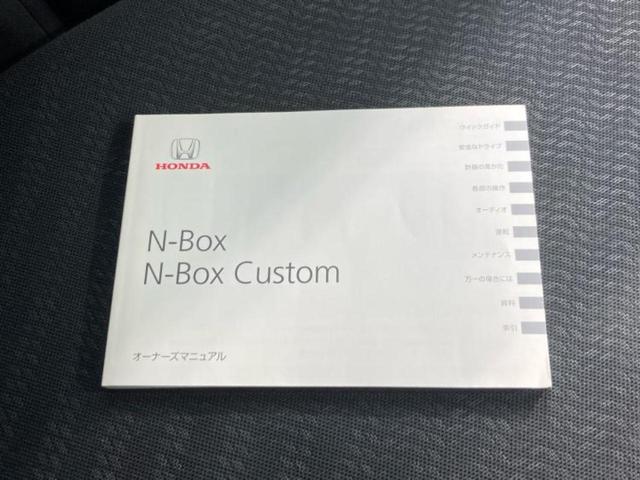 HONDA
N-Box
N-Box Custom
オーナーズマニュアル
クイックガイド
安全なドライブ
計器の見かた
各部の操作
オーディオ
運転
メンテナンス
万一の場合には
資料
索引